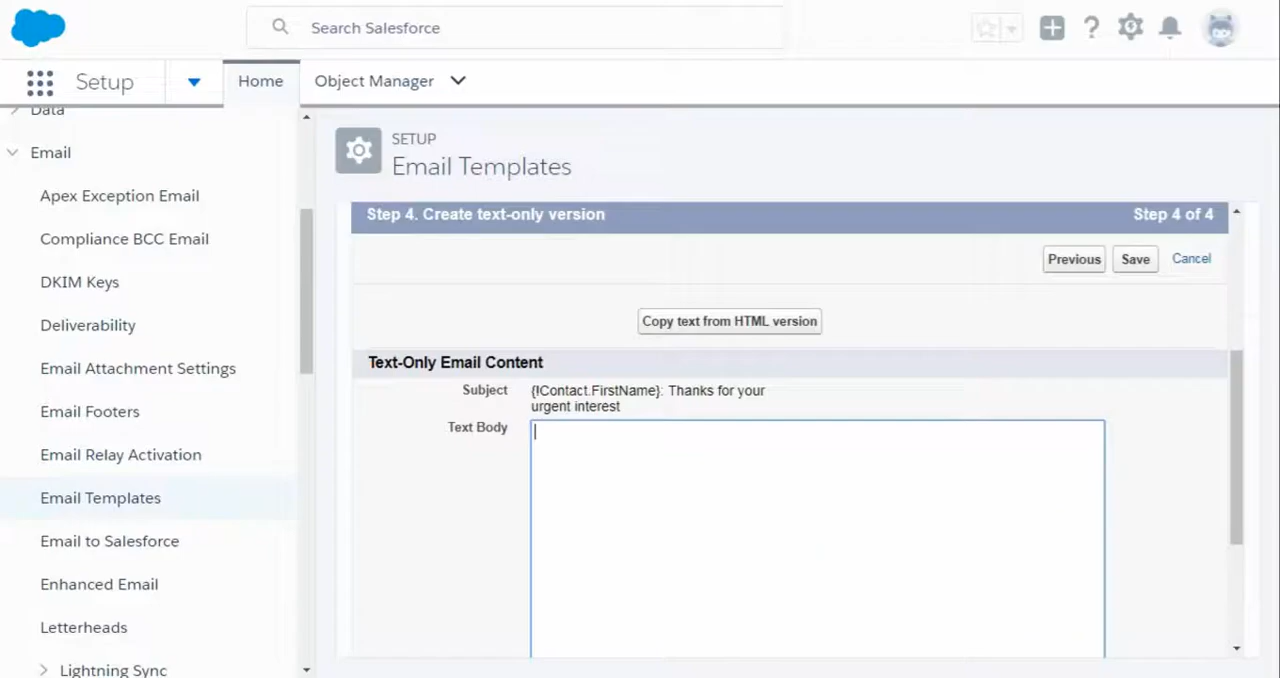 Search Salesforce
Setup
Home
Object Manager
Data
Email
Apex Exception Email
Compliance BCC Email
DKIM Keys
Deliverability
Email Attachment Settings
Email Footers
Email Relay Activation
Email Templates
Email to Salesforce
Enhanced Email
Letterheads
Lightning Sync
SETUP
Email Templates
Step 4. Create text-only version
Step 4 of 4
Previous
Save
Cancel
Copy text from HTML version
Text-Only Email Content
Subject
{!Contact.FirstName}: Thanks for your
urgent interest
Text Body